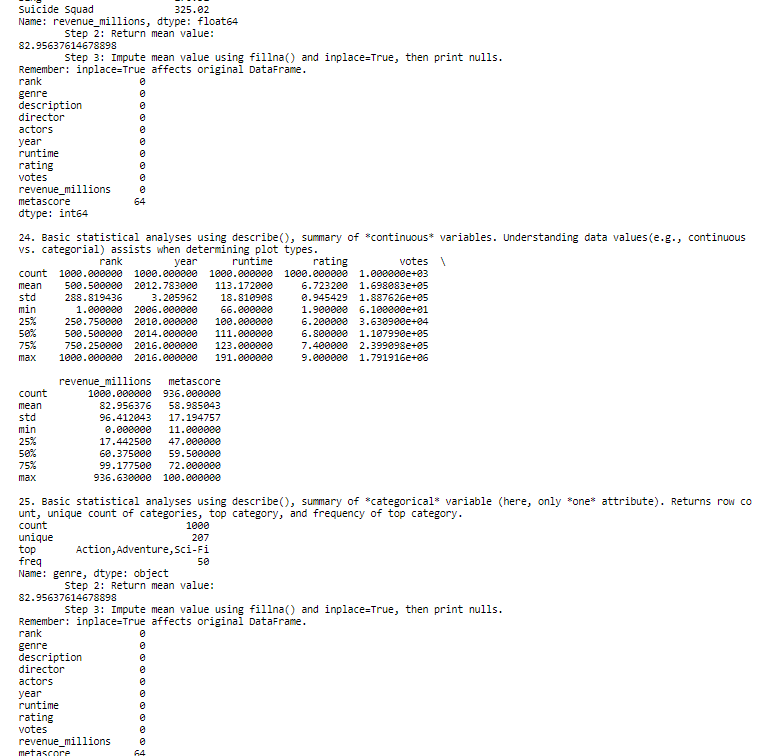 Suicide Squad          325.02
Name: revenue_millions, dtype: float64
        Step 2: Return mean value:
82.95637614678898
        Step 3: Impute mean value using fillna() and inplace=True, then print nulls.
Remember: inplace=True affects original DataFrame.
rank                 0
genre                0
description          0
director             0
actors               0
year                 0
runtime              0
rating               0
votes                0
revenue_millions     0
metascore           64
dtype: int64

24. Basic statistical analyses using describe(), summary of *continuous* variables. Understanding data values(e.g., continuous
vs. categorial) assists when determining plot types.
              rank         year      runtime       rating         votes  \
count  1000.000000  1000.000000  1000.000000  1000.000000  1.000000e+03
mean    500.500000  2012.783000   113.172000     6.723200  1.698083e+05
std     288.819436     3.205962    18.810908     0.945429  1.887626e+05
min       1.000000  2006.000000    66.000000     1.900000  6.100000e+01
25%     250.750000  2010.000000   100.000000     6.200000  3.630900e+04
50%     500.500000  2014.000000   111.000000     6.800000  1.107990e+05
75%     750.250000  2016.000000   123.000000     7.400000  2.399098e+05
max    1000.000000  2016.000000   191.000000     9.000000  1.791916e+06

       revenue_millions   metascore
count       1000.000000  936.000000
mean          82.956376   58.985043
std           96.412043   17.194757
min            0.000000   11.000000
25%           17.442500   47.000000
50%           60.375000   59.500000
75%           99.177500   72.000000
max          936.630000  100.000000

25. Basic statistical analyses using describe(), summary of *categorical* variable (here, only *one* attribute). Returns row co
unt, unique count of categories, top category, and frequency of top category.
count                       1000
unique                       207
top      Action,Adventure,Sci-Fi
freq                          50
Name: genre, dtype: object
        Step 2: Return mean value:
82.95637614678898
        Step 3: Impute mean value using fillna() and inplace=True, then print nulls.
Remember: inplace=True affects original DataFrame.
rank                 0
genre                0
description          0
director             0
actors               0
year                 0
runtime              0
rating               0
votes                0
revenue_millions     0
metascore           64